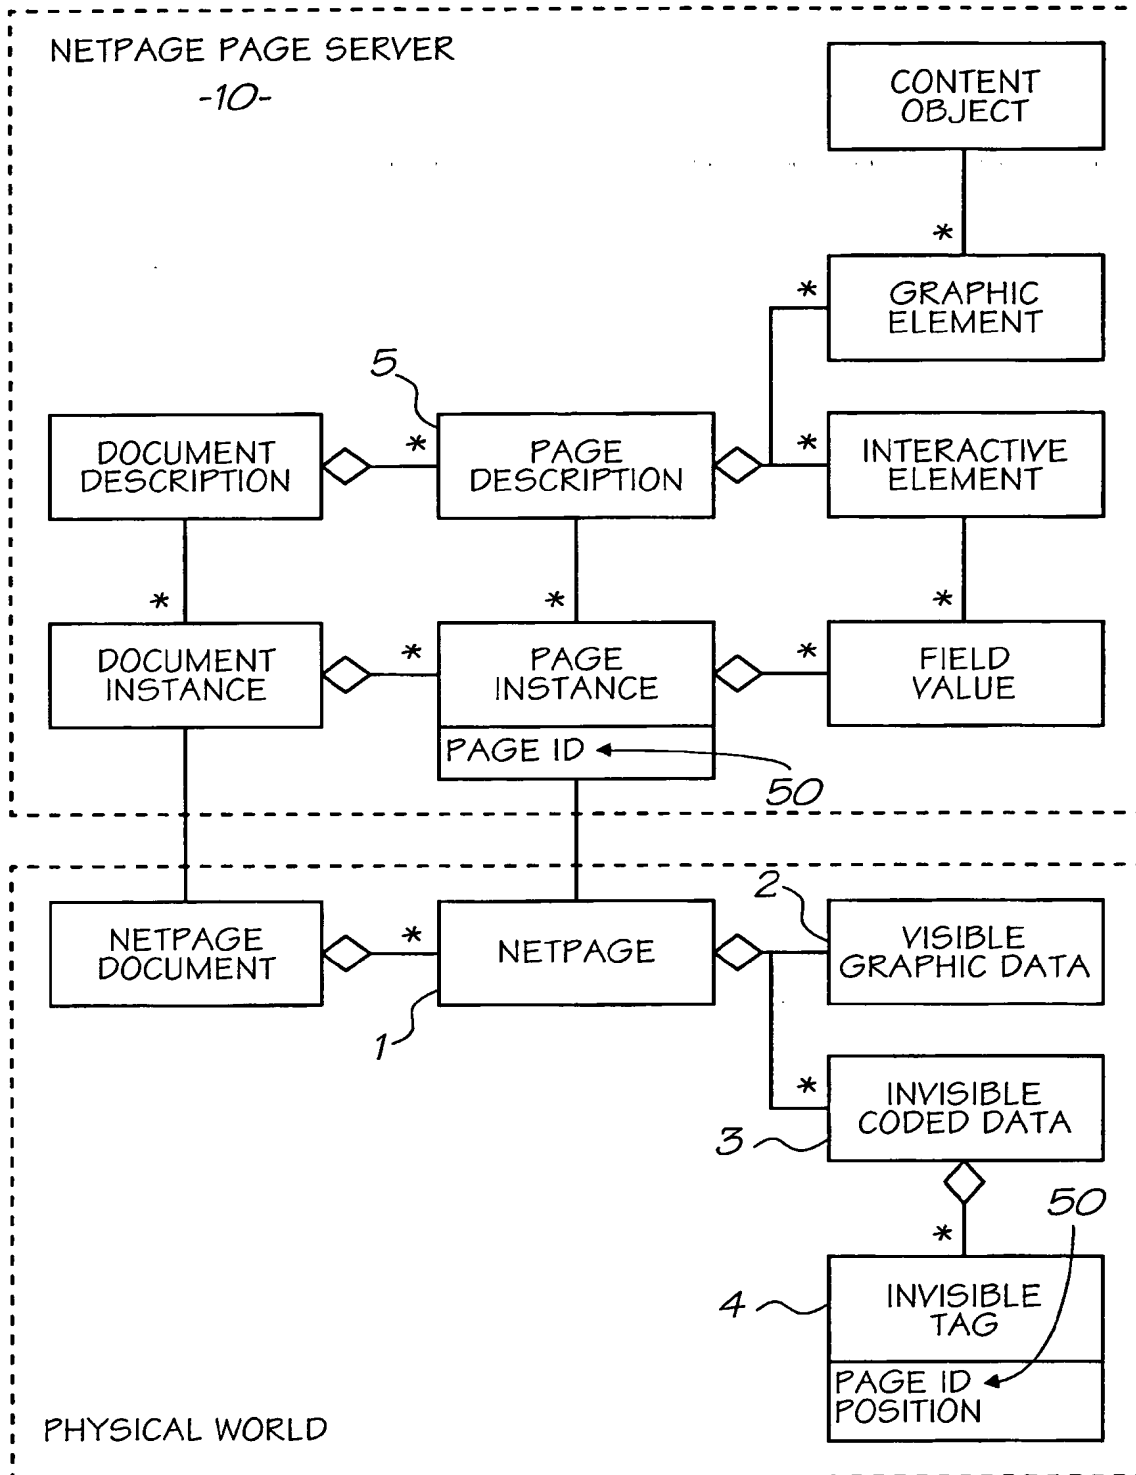 NETPAGE PAGE SERVER
-10-
CONTENT
OBJECT
*
*
GRAPHIC
ELEMENT
5
DOCUMENT
DESCRIPTION
*
PAGE
DESCRIPTION
*
INTERACTIVE
ELEMENT
*
*
*
DOCUMENT
INSTANCE
*
PAGE
INSTANCE
*
FIELD
VALUE
PAGE ID
50
2
NETPAGE
DOCUMENT
*
NETPAGE
VISIBLE
GRAPHIC DATA
1
*
INVISIBLE
CODED DATA
3
50
*
4
INVISIBLE
TAG
PAGE ID
POSITION
PHYSICAL WORLD